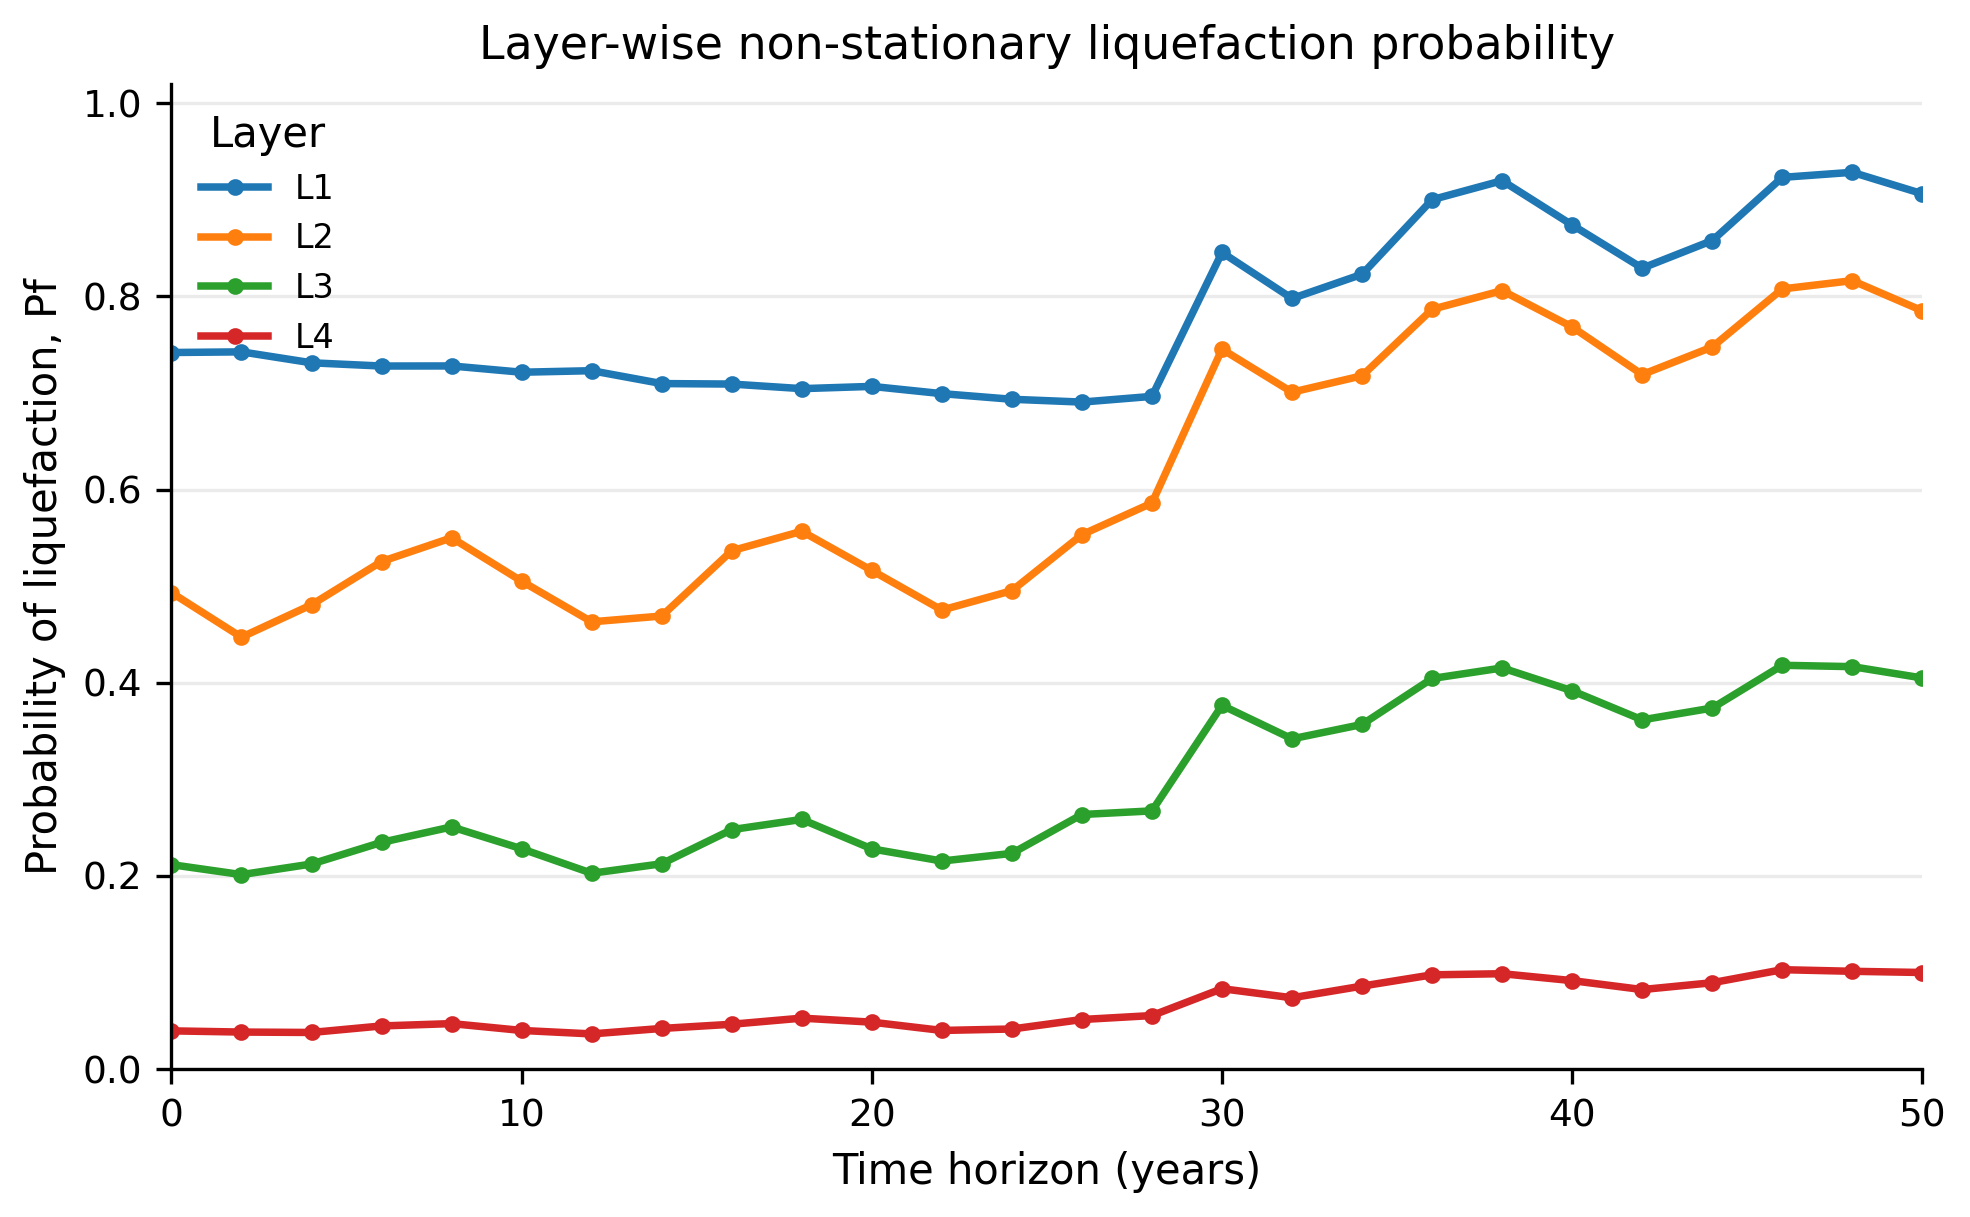 Layer-wise non-stationary liquefaction probability
Probability of liquefaction, Pf
1.0
0.8
0.6
0.4
0.2
0.0
Layer
L1
L2
L3
L4
0 10 20 30 40 50
Time horizon (years)